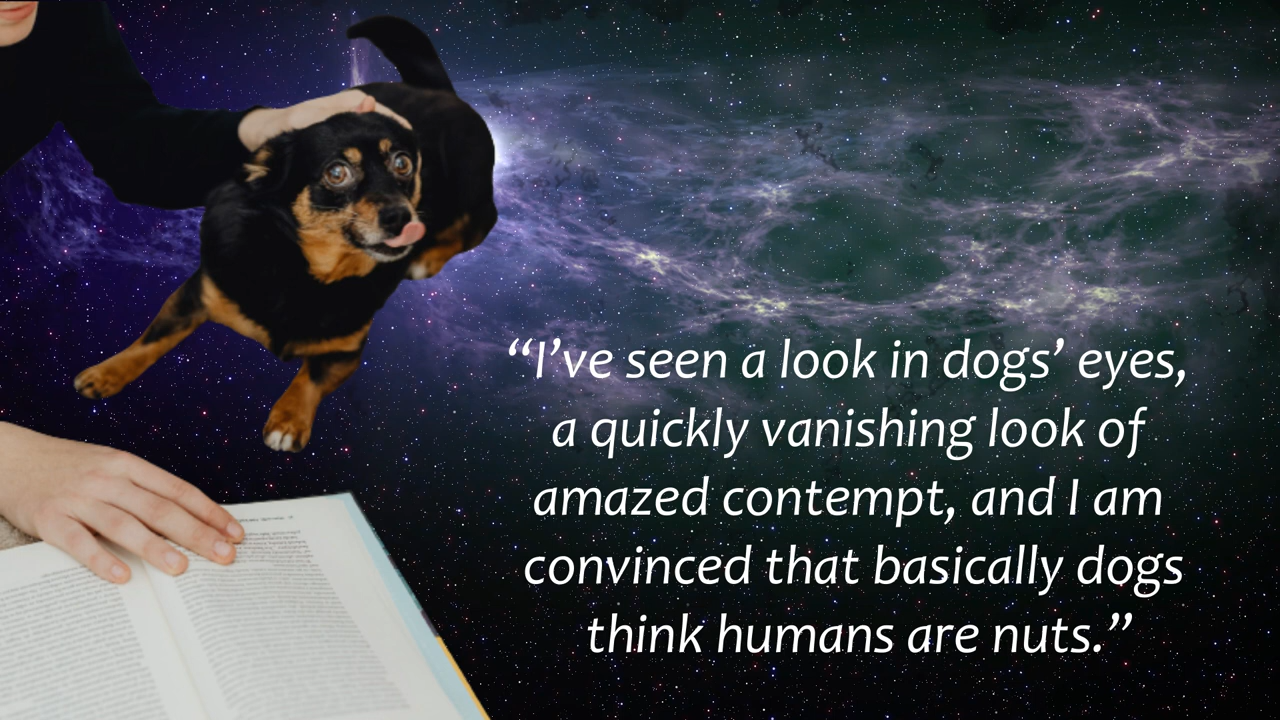 “I’ve seen a look in dogs’ eyes,
a quickly vanishing look of
amazed contempt, and I am
convinced that basically dogs
think humans are nuts.”